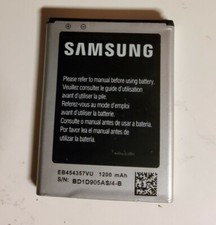 SAMSUNG
Please refer to manual before using battery
Veuillez consulter le guide d'utilisation
avant d'utiliser la pile.
Referez-vous au mode d'emploi
avant d'utiliser la batterie.
Consulte o manual antes de usar a bateria.
Por favor lea el manual antes de
usar la batería.
EB454357VU 1200 mAh
S/N: BD1D905AS/4-B